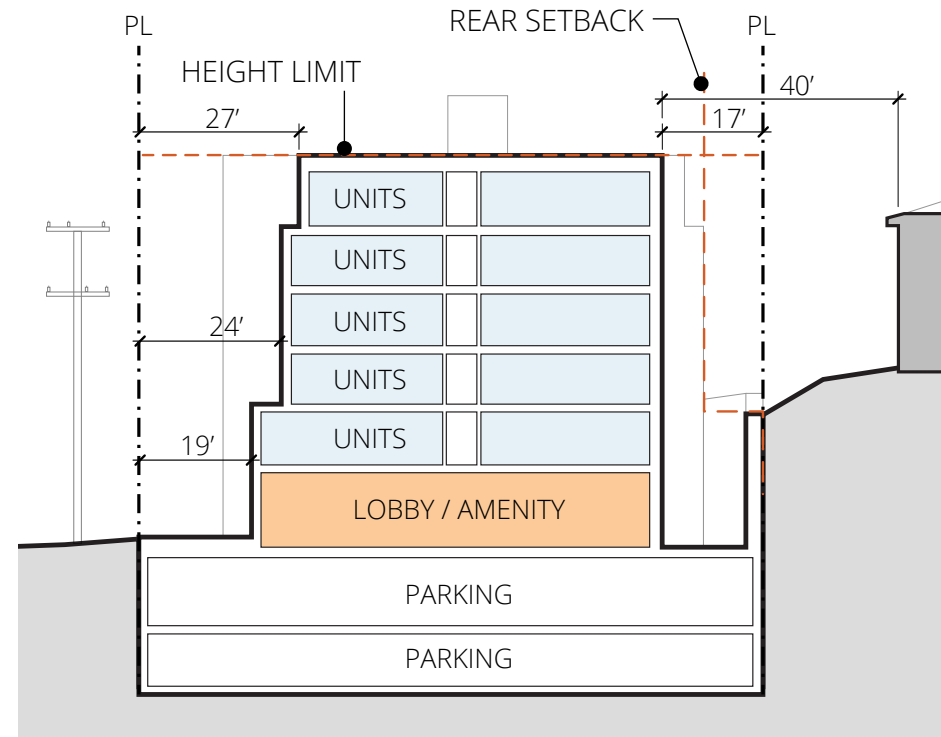 REAR SETBACK
PL
PL
HEIGHT LIMIT
40’
27’
17’
UNITS
UNITS
UNITS
24’
UNITS
UNITS
19’
LOBBY / AMENITY
PARKING
PARKING